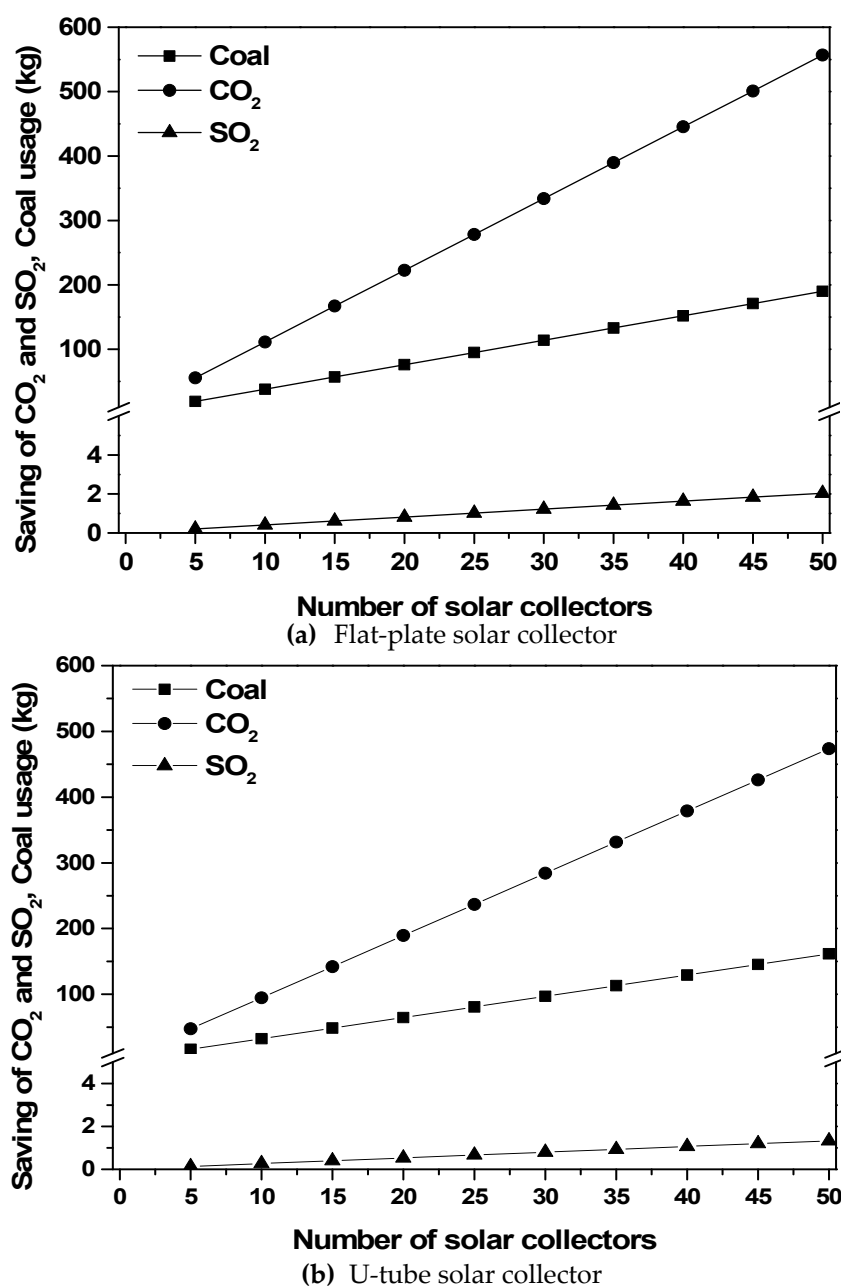 Saving of CO₂ and SO₂, Coal usage (kg)
600
500
400
300
200
100
4
2
0
Coal
CO₂
SO₂
0 5 10 15 20 25 30 35 40 45 50
Number of solar collectors
(a) Flat-plate solar collector
Saving of CO₂ and SO₂, Coal usage (kg)
600
500
400
300
200
100
4
2
0
Coal
CO₂
SO₂
0 5 10 15 20 25 30 35 40 45 50
Number of solar collectors
(b) U-tube solar collector